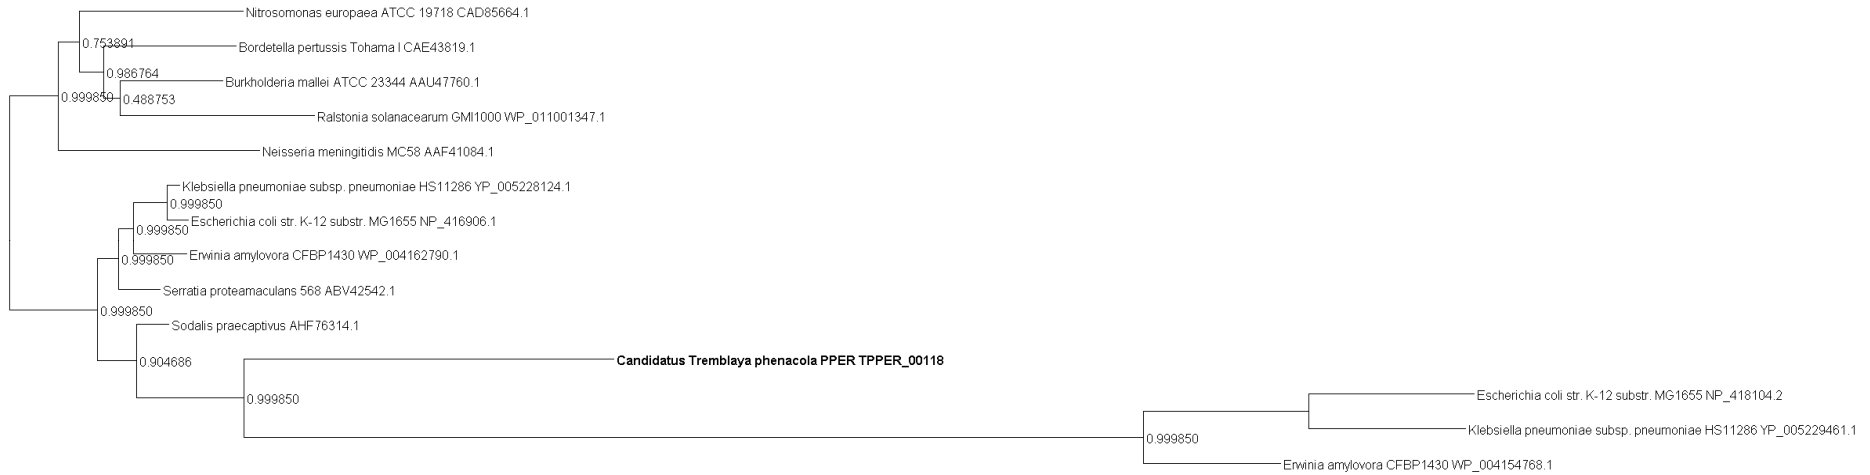 Nitrosomonas europaea ATCC 19718 CAD85664.1
0.753891
Bordetella pertussis Tohama I CAE43819.1
0.986764
Burkholderia mallei ATCC 23344 AAU47760.1
0.999850
0.488753
Ralstonia solanacearum GMI1000 WP_011001347.1
Neisseria meningitidis MC58 AAF41084.1
Klebsiella pneumoniae subsp. pneumoniae HS11286 YP_005228124.1
0.999850
Escherichia coli str. K-12 substr. MG1655 NP_416906.1
0.999850
Erwinia amylovora CFBP1430 WP_004162790.1
0.999850
Serratia proteamaculans 568 ABV42542.1
0.999850
Sodalis praecaptivus AHF76314.1
0.904686
Candidatus Tremblaya phenacola PPER TPPER_00118
0.999850
Escherichia coli str. K-12 substr. MG1655 NP_418104.2
Klebsiella pneumoniae subsp. pneumoniae HS11286 YP_005229461.1
0.999850
Erwinia amylovora CFBP1430 WP_004154768.1